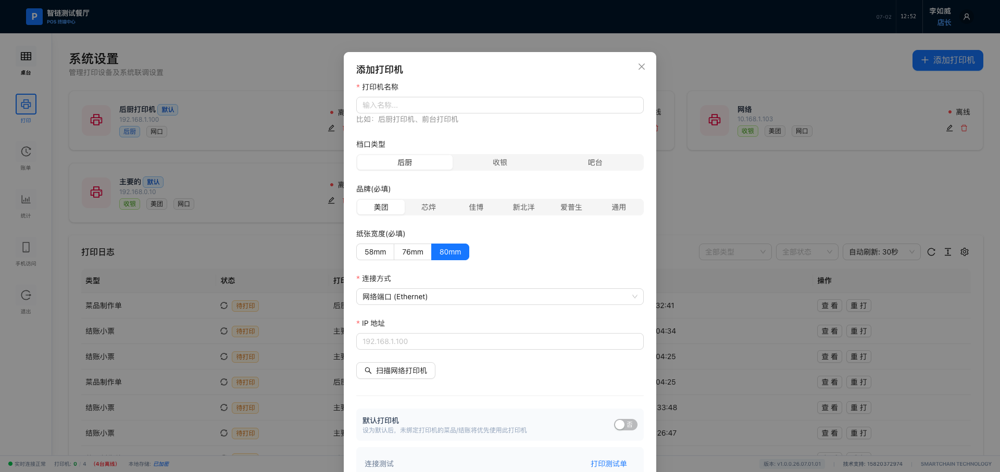 P
智链测试餐厅
POS 终端中心
07-02
12:52
李如威
店长
桌台
打印
账单
统计
手机访问
退出
系统设置
管理打印设备及系统联调设置
添加打印机
后厨打印机 默认
192.168.1.100
后厨 网口
离
线
网络
10.168.1.103
收银 美团 网口
离线
主要的 默认
192.168.0.10
收银 美团 网口
离
打印日志
全部类型
全部状态
自动刷新: 30秒
类型 状态 打印 操作
菜品制作单 待打印 后厨 32:41 查 看 重 打
结账小票 待打印 主要 04:34 查 看 重 打
结账小票 待打印 主要 04:25 查 看 重 打
菜品制作单 待打印 后厨 04:25 查 看 重 打
结账小票 待打印 主要 33:48 查 看 重 打
结账小票 待打印 主要 26:47 查 看 重 打
添加打印机
* 打印机名称
输入名称...
比如：后厨打印机、前台打印机
档口类型
后厨 收银 吧台
品牌(必填)
美团 芯烨 佳博 新北洋 爱普生 通用
纸张宽度(必填)
58mm 76mm 80mm
* 连接方式
网络端口 (Ethernet)
* IP 地址
192.168.1.100
扫描网络打印机
默认打印机
设为默认后，未绑定打印机的菜品/结账将优先使用此打印机
否
连接测试
打印测试单
实时连接正常 打印机: 0 / 4 (4台离线) 本地存储: 已加密
版本: v1.0.0.26.07.01.01 | 技术支持: 15820372974 | SMARTCHAIN TECHNOLOGY